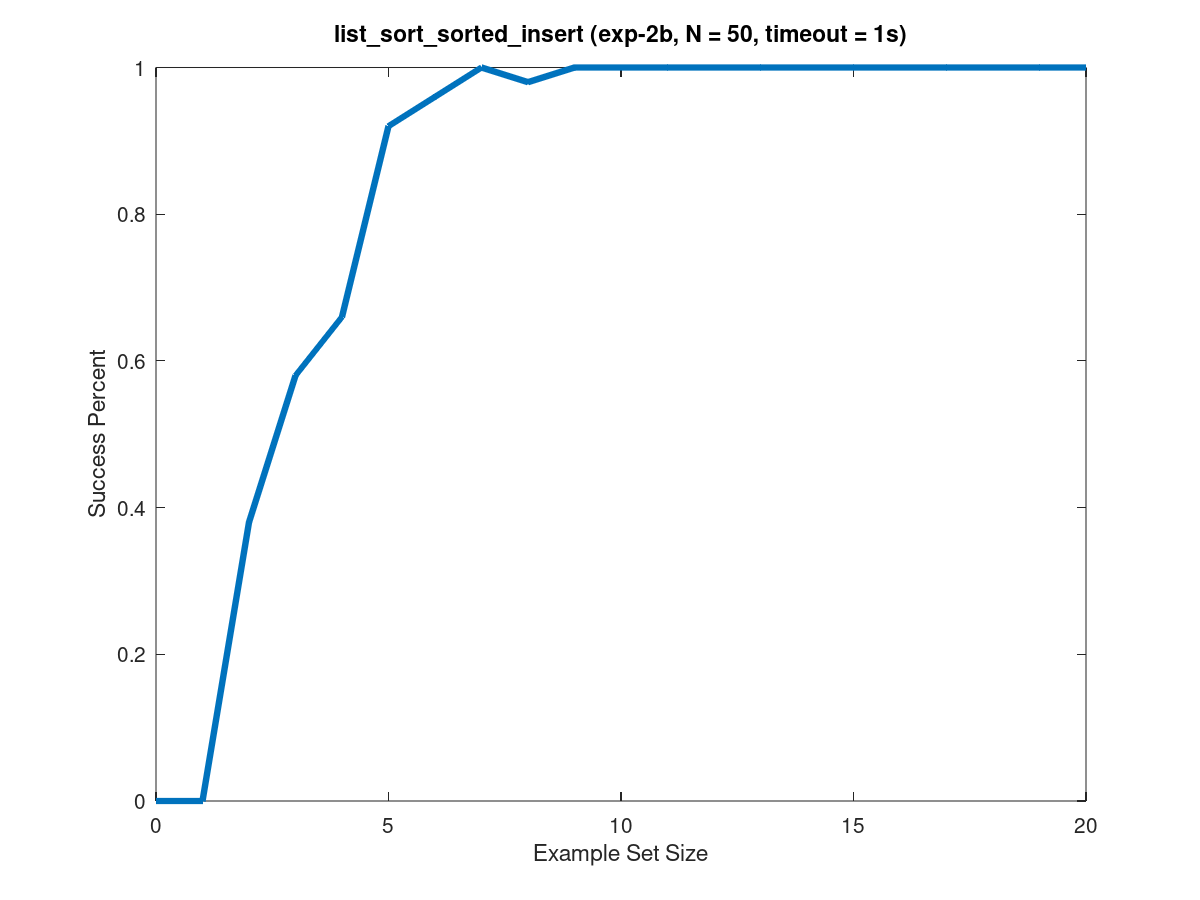 list_sort_sorted_insert (exp-2b, N = 50, timeout = 1s)
1
0.8
0.6
0.4
0.2
0
Success Percent
0 5 10 15 20
Example Set Size